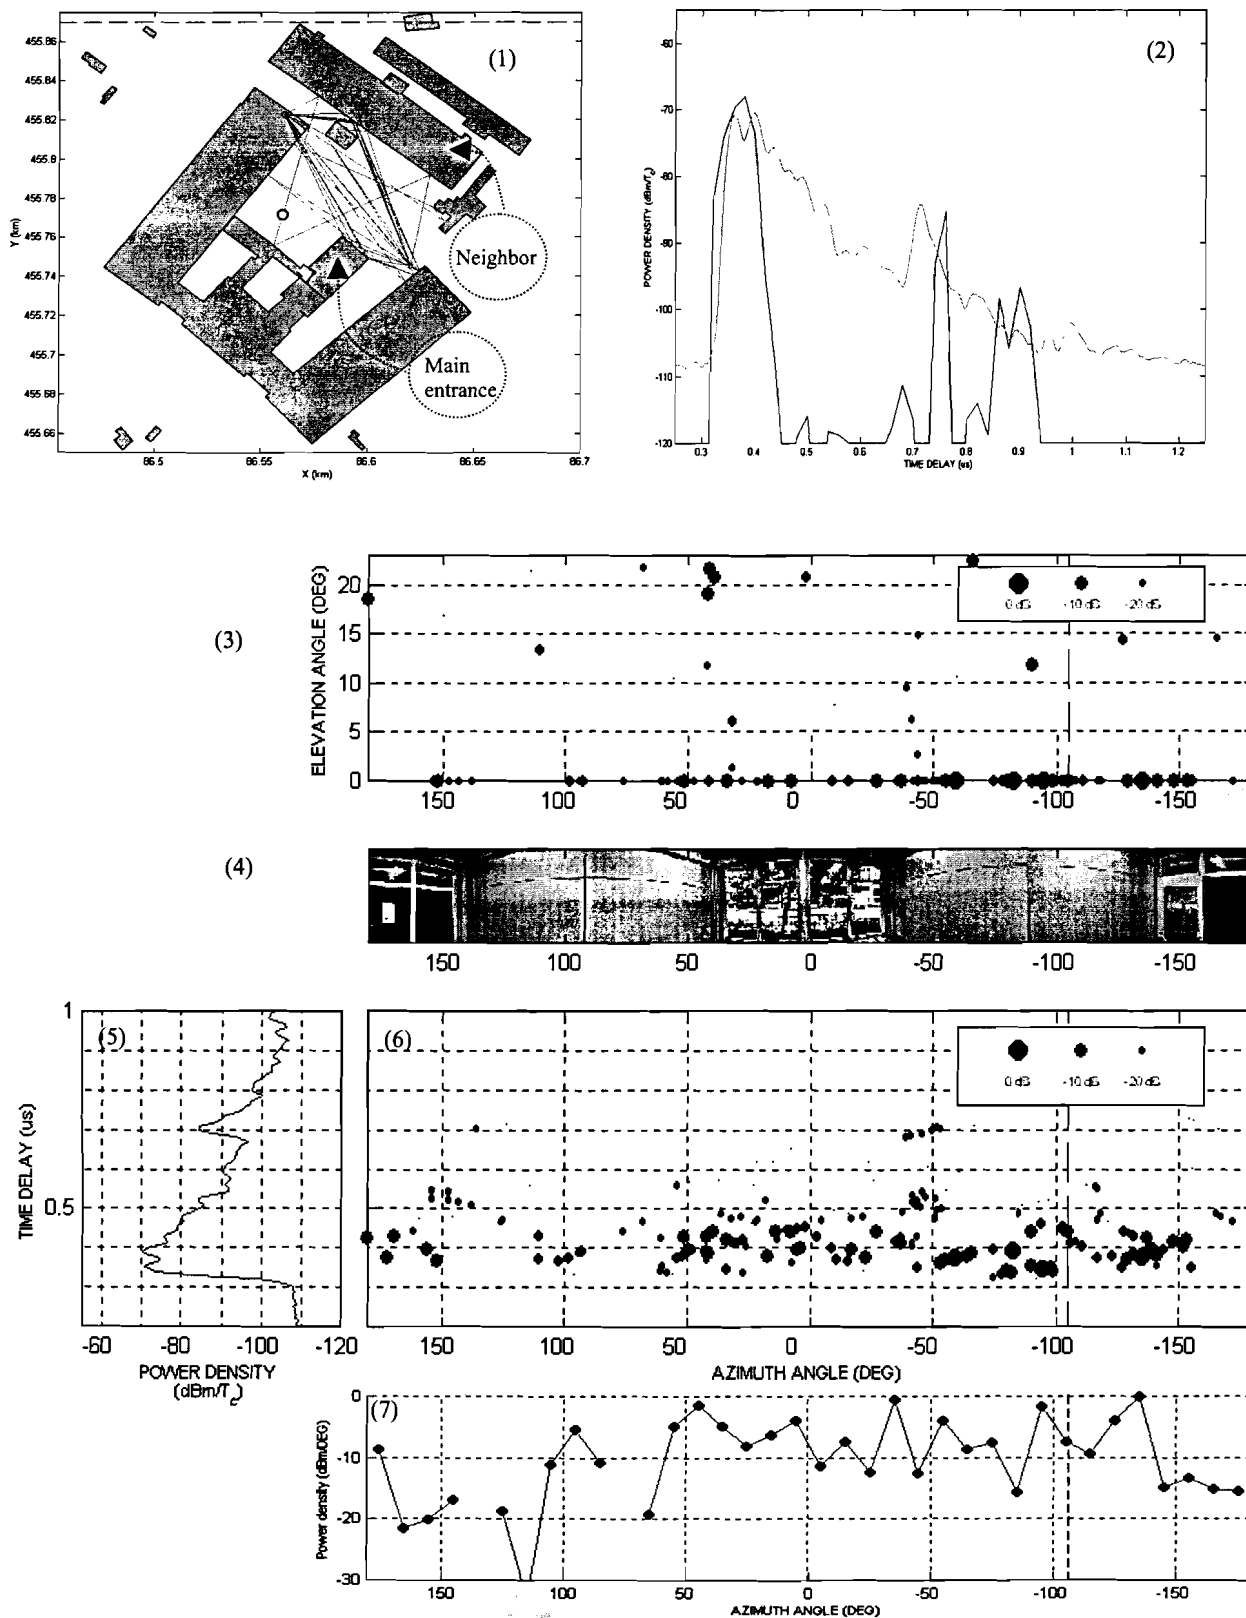 (1)
455.86
455.84
455.82
455.8
455.78
455.76
455.74
455.72
455.7
455.68
455.66
Y (km)
86.5
86.55
86.6
86.65
86.7
X (km)
Neighbor
Main
entrance
(2)
-55
-60
-70
-80
-90
-100
-110
-120
POWER DENSITY (dBm/Tc)
0.3 0.4 0.5 0.6 0.7 0.8 0.9 1 1.1 1.2
TIME DELAY (us)
(3)
20
15
10
5
0
ELEVATION ANGLE (DEG)
0 dB -10 dB -20 dB
150 100 50 0 -50 -100 -150
(4)
150 100 50 0 -50 -100 -150
(5)
1
0.5
TIME DELAY (us)
-60 -80 -100 -120
POWER DENSITY
(dBm/Tc)
(6)
0 dB -10 dB -20 dB
150 100 50 0 -50 -100 -150
AZIMUTH ANGLE (DEG)
(7)
0
-10
-20
-30
Power density (dBm/DEG)
150 100 50 0 -50 -100 -150
AZIMUTH ANGLE (DEG)